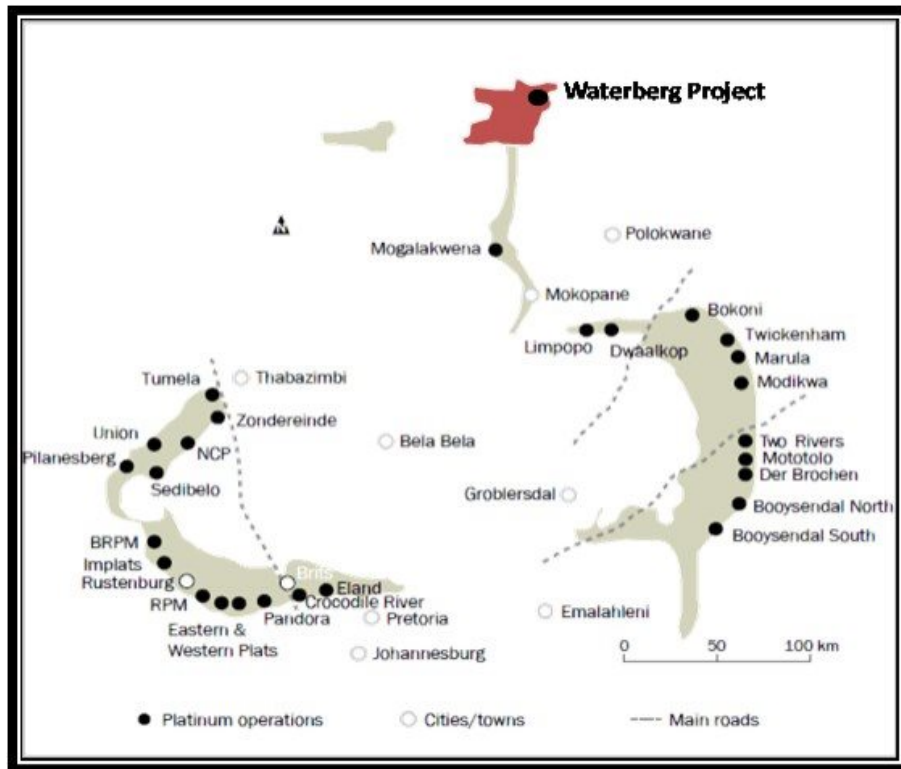 Waterberg Project
N
Polokwane
Mogalakwena
Mokopane
Bokoni
Limpopo
Dwaalkop
Twickenham
Marula
Modikwa
Tumela
Thabazimbi
Zondereinde
Union
NCP
Bela Bela
Two Rivers
Mototolo
Der Brochen
Pilanesberg
Sedibelo
Groblersdal
Booysendal North
Booysendal South
BRPM
Implats
Rustenburg
Brits
Eland
Crocodile River
RPM
Pandora
Pretoria
Emalahleni
Eastern &
Western Plats
Johannesburg
0 50 100 km
Platinum operations
Cities/towns
Main roads